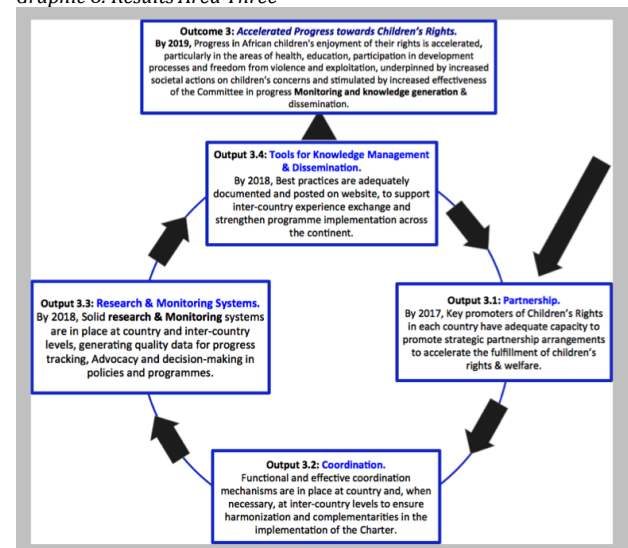 Graphic 3: Results Area Three
Outcome 3: Accelerated Progress towards Children's Rights.
By 2019, Progress in African children's enjoyment of their rights is accelerated,
particularly in the areas of health, education, participation in development
processes and freedom from violence and exploitation, underpinned by increased
societal actions on children's concerns and stimulated by increased effectiveness
of the Committee in progress Monitoring and knowledge generation &
dissemination.
Output 3.4: Tools for Knowledge Management
& Dissemination.
By 2018, Best practices are adequately
documented and posted on website, to support
inter-country experience exchange and
strengthen programme implementation across
the continent.
Output 3.1: Partnership.
By 2017, Key promoters of Children's Rights
in each country have adequate capacity to
promote strategic partnership arrangements
to accelerate the fulfillment of children's
rights & welfare.
Output 3.2: Coordination.
Functional and effective coordination
mechanisms are in place at country and, when
necessary, at inter-country levels to ensure
harmonization and complementarities in the
implementation of the Charter.
Output 3.3: Research & Monitoring Systems.
By 2018, Solid research & Monitoring systems
are in place at country and inter-country
levels, generating quality data for progress
tracking, Advocacy and decision-making in
policies and programmes.